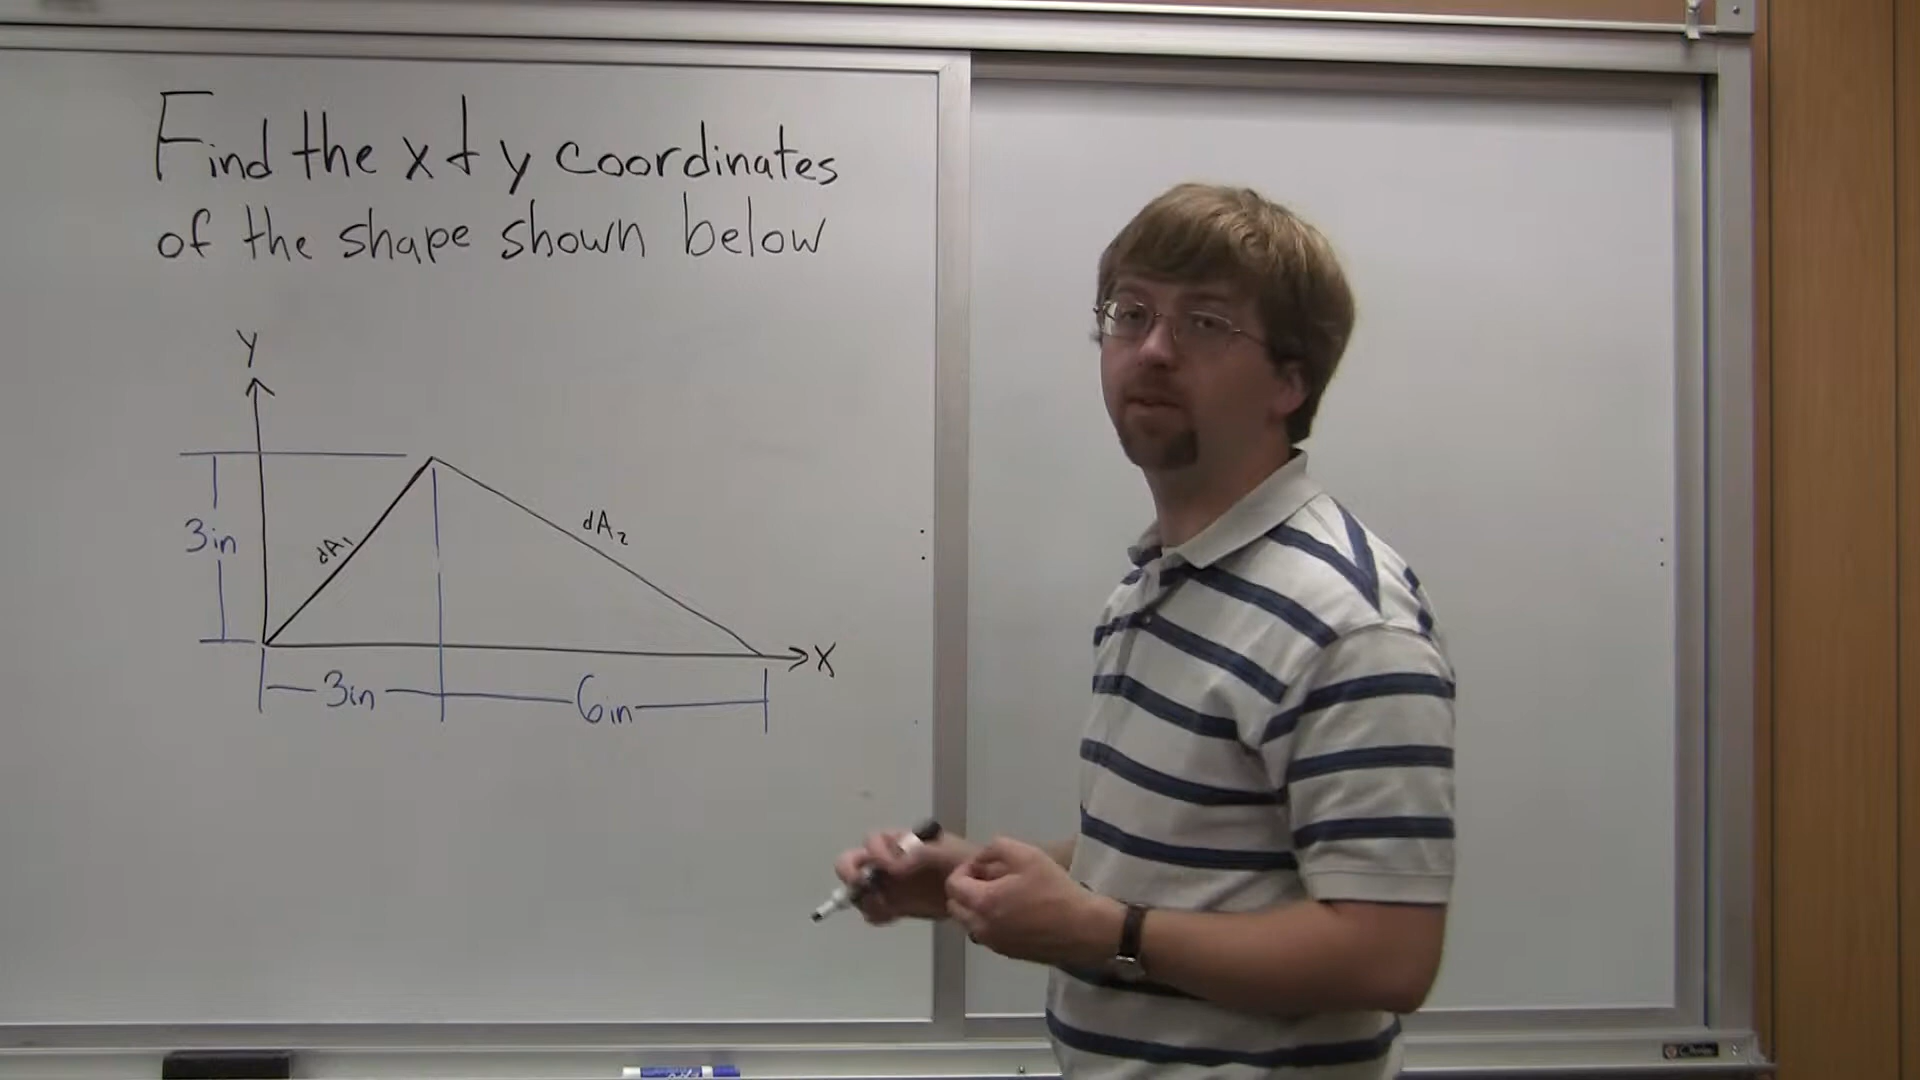 Find the x & y coordinates
of the shape shown below
Y
3in
dA₁
dA₂
X
3in
6in